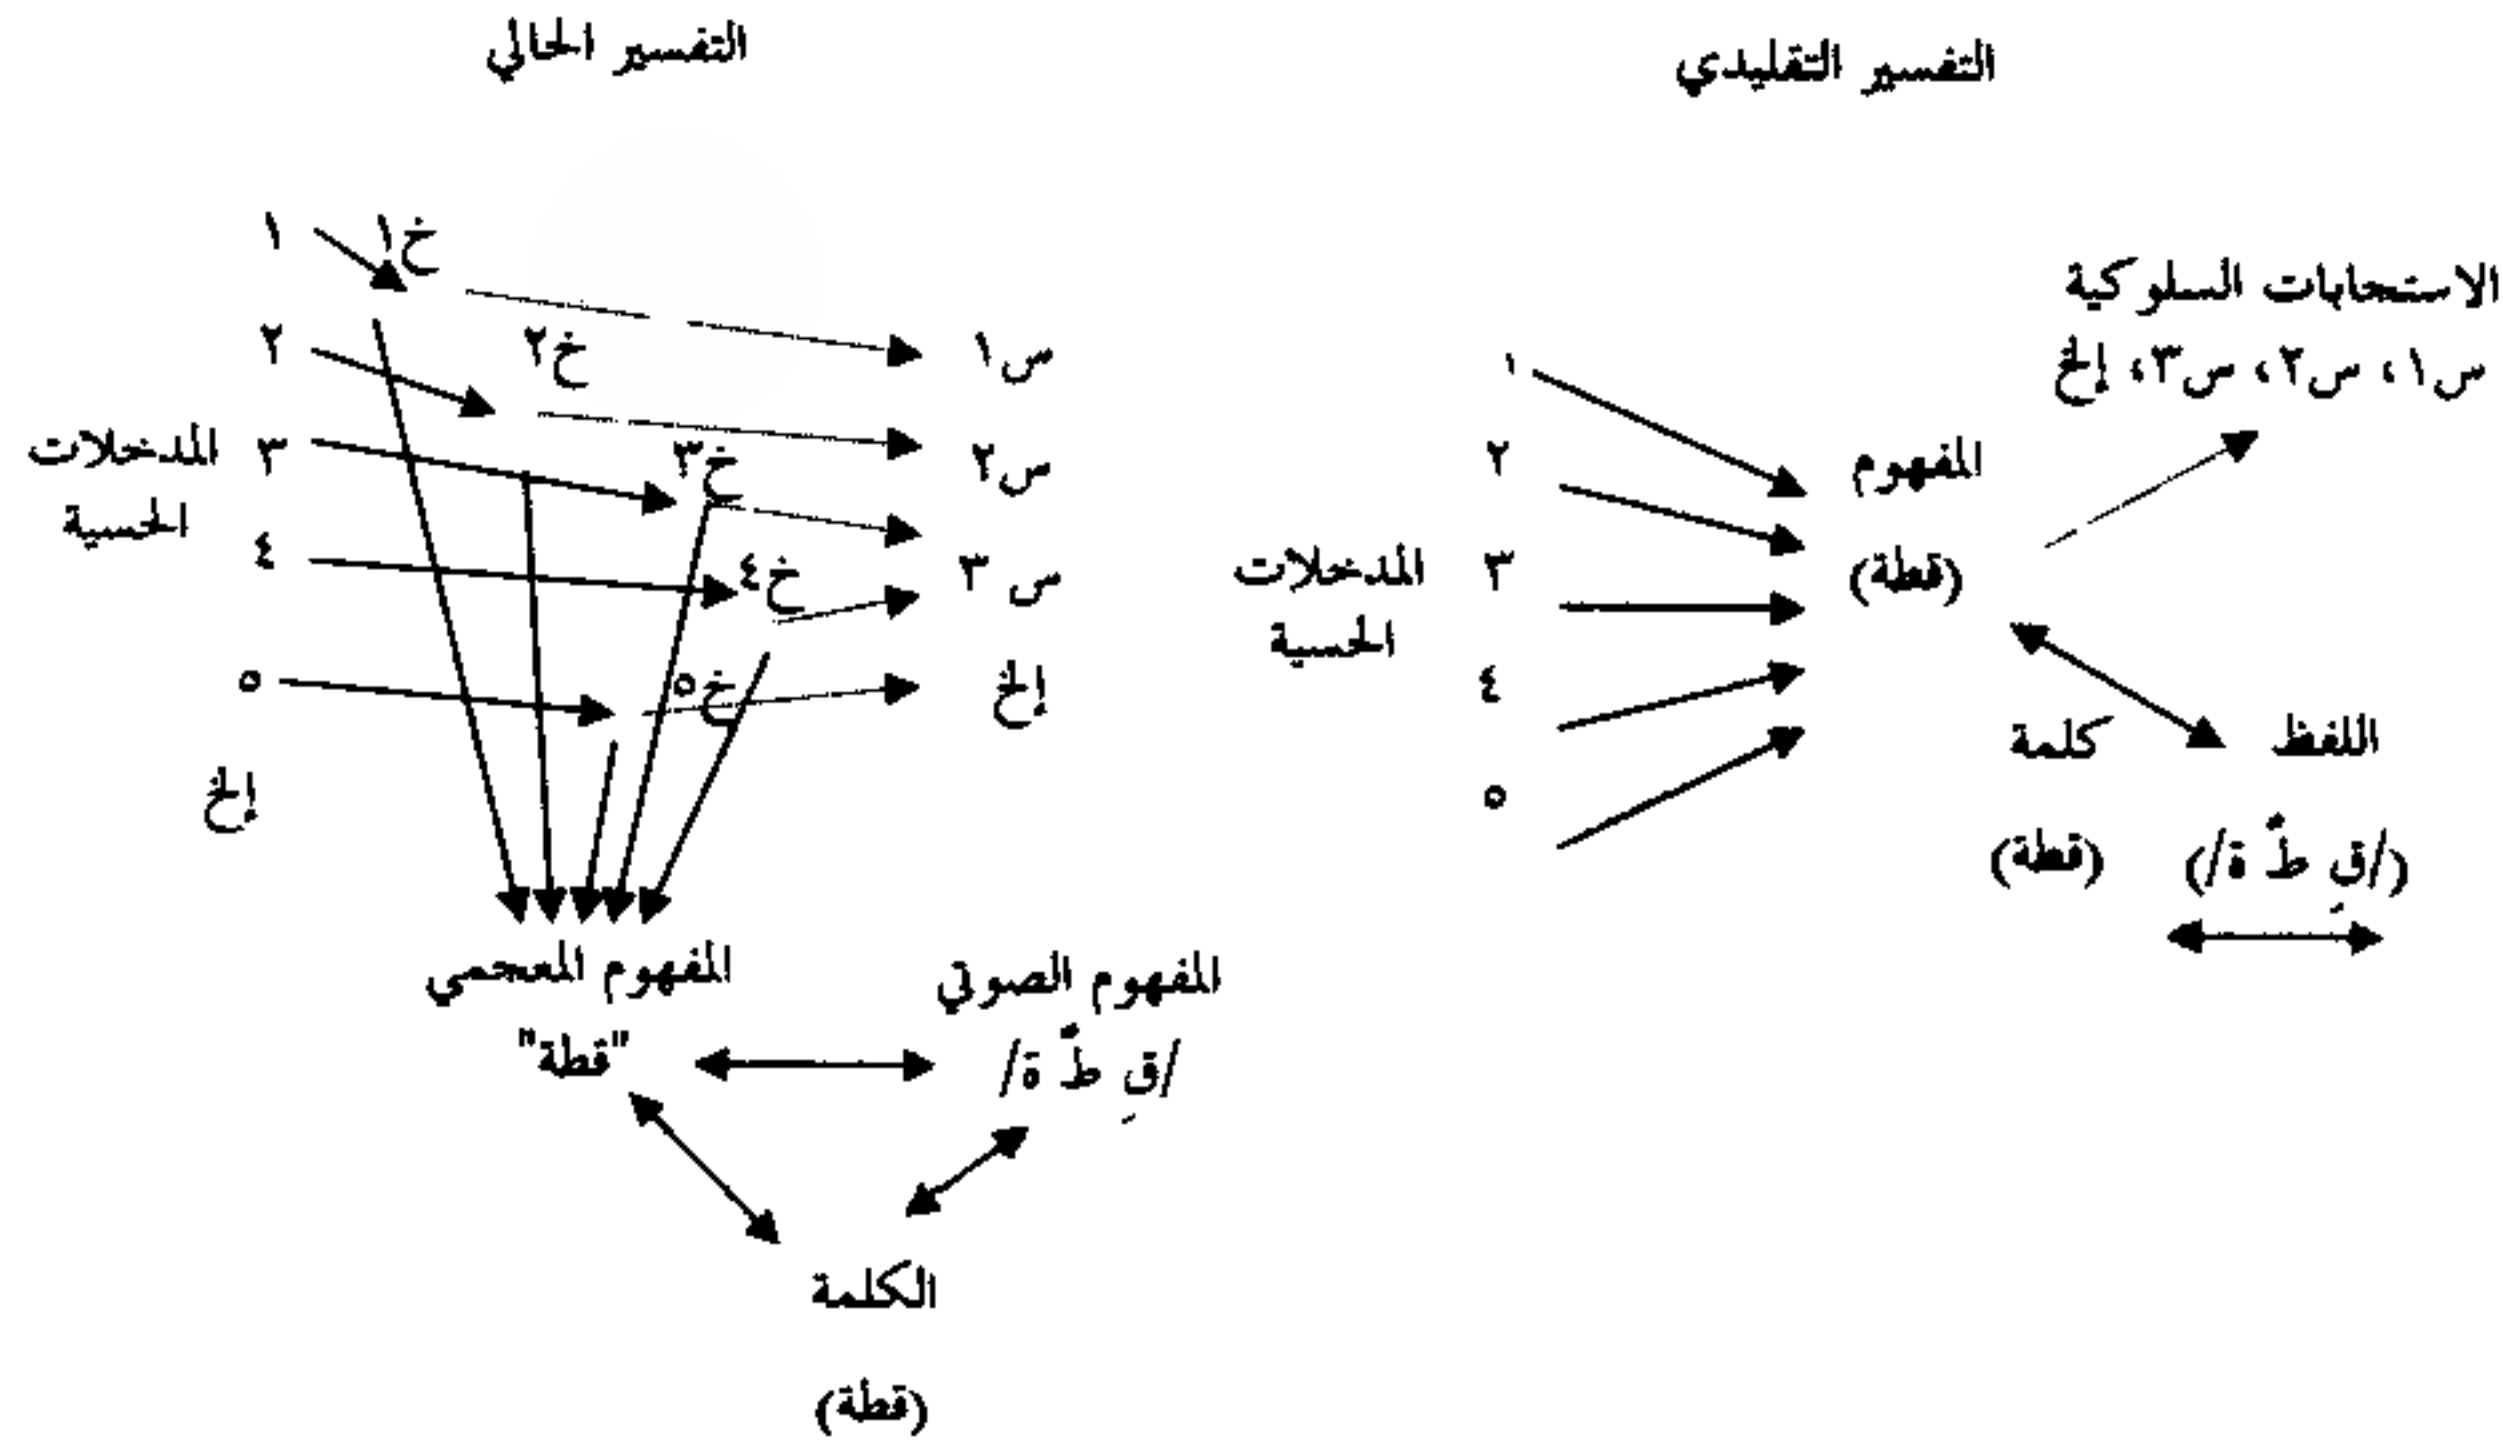 التفسير التقليدي
الاستجابات السلوكية
س١، س٢، س٣، إلخ
المفهوم
(قطة)
١
٢
٣
٤
٥
المدخلات
الحسية
كلمة
(قطة)
اللفظ
(/قِ طّ ة/)
التفسير الحالي
١
٢
٣
٤
٥
إلخ
المدخلات
الحسية
خ١
خ٢
خ٣
خ٤
خ٥
س١
س٢
س٣
إلخ
المفهوم المعجمي
"قطة"
المفهوم الصوتي
/قِ طّ ة/
الكلمة
(قطة)